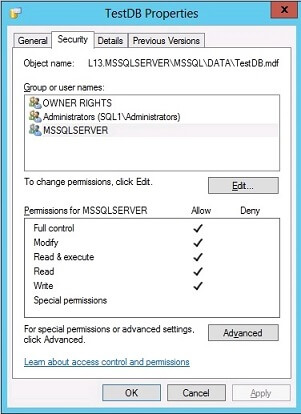 TestDB Properties
General Security Details Previous Versions
Object name: L13.MSSQLSERVER\MSSQL\DATA\TestDB.mdf
Group or user names:
OWNER RIGHTS
Administrators (SQL1\Administrators)
MSSQLSERVER
To change permissions, click Edit. Edit...
Permissions for MSSQLSERVER Allow Deny
Full control
Modify
Read & execute
Read
Write
Special permissions
For special permissions or advanced settings,
click Advanced. Advanced
Learn about access control and permissions
OK Cancel Apply